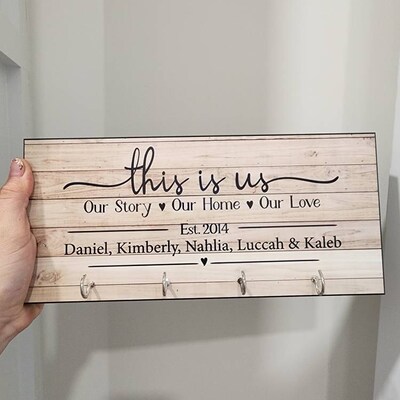 this is us
Our Story ♥ Our Home ♥ Our Love
Est. 2014
Daniel, Kimberly, Nahlia, Luccah & Kaleb